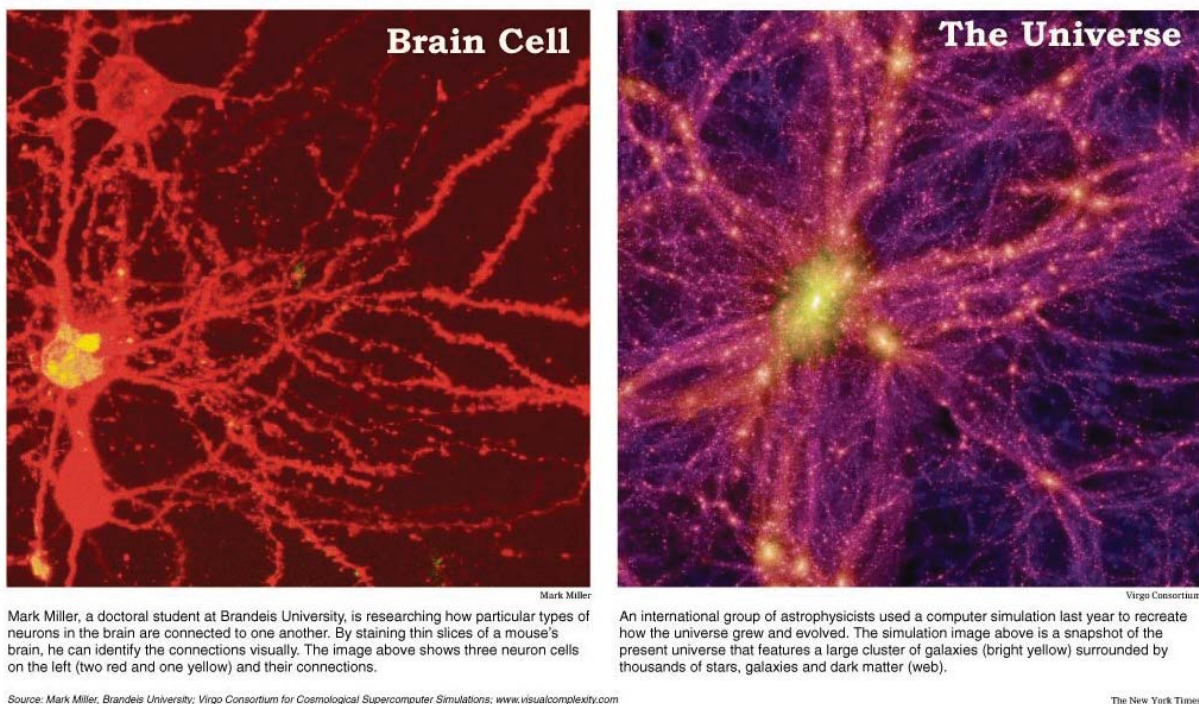 Brain Cell
Mark Miller
Mark Miller, a doctoral student at Brandeis University, is researching how particular types of
neurons in the brain are connected to one another. By staining thin slices of a mouse's
brain, he can identify the connections visually. The image above shows three neuron cells
on the left (two red and one yellow) and their connections.
The Universe
Virgo Consortium
An international group of astrophysicists used a computer simulation last year to recreate
how the universe grew and evolved. The simulation image above is a snapshot of the
present universe that features a large cluster of galaxies (bright yellow) surrounded by
thousands of stars, galaxies and dark matter (web).
Source: Mark Miller, Brandeis University; Virgo Consortium for Cosmological Supercomputer Simulations; www.visualcomplexity.com
The New York Times